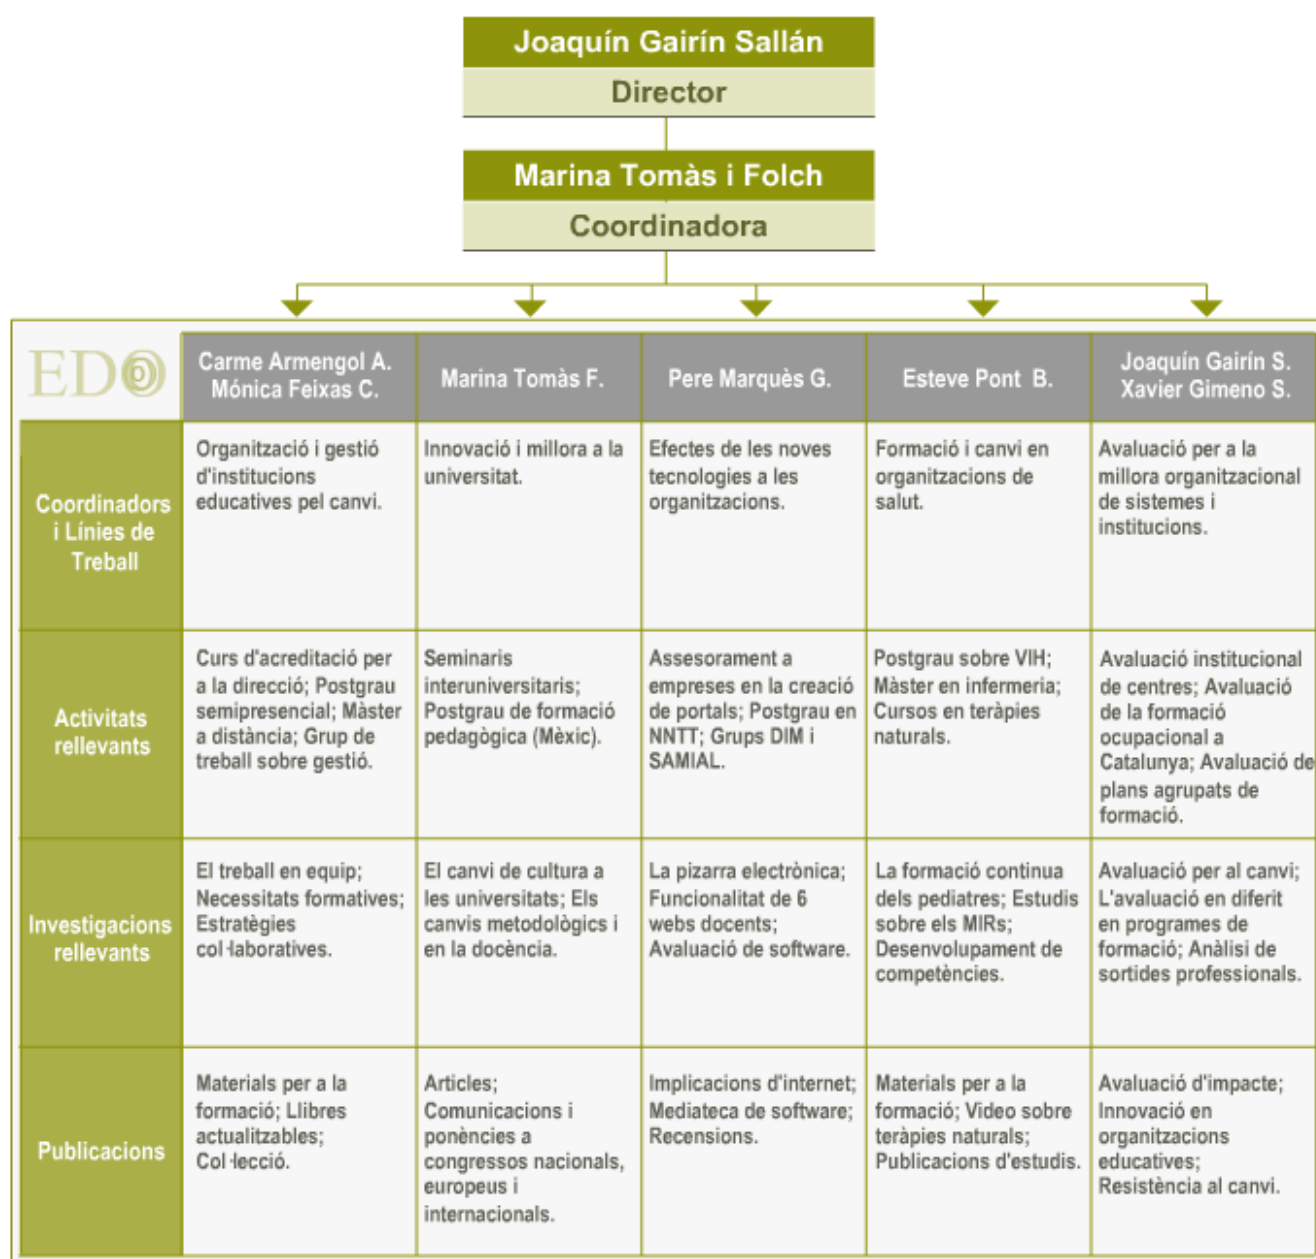 Joaquín Gairín Sallán
Director
Marina Tomàs i Folch
Coordinadora
EDO
Carme Armengol A.
Mónica Feixas C.
Marina Tomàs F.
Pere Marquès G.
Esteve Pont B.
Joaquín Gairín S.
Xavier Gimeno S.
Coordinadors
i Línies de
Treball
Organització i gestió
d'institucions
educatives pel canvi.
Innovació i millora a la
universitat.
Efectes de les noves
tecnologies a les
organitzacions.
Formació i canvi en
organitzacions de
salut.
Avaluació per a la
millora organitzacional
de sistemes i
institucions.
Activitats
rellevants
Curs d'acreditació per
a la direcció; Postgrau
semipresencial; Màster
a distància; Grup de
treball sobre gestió.
Seminaris
interuniversitaris;
Postgrau de formació
pedagògica (Mèxic).
Assesorament a
empreses en la creació
de portals; Postgrau en
NNTT; Grups DIM i
SAMIAL.
Postgrau sobre VIH;
Màster en infermeria;
Cursos en teràpies
naturals.
Avaluació institucional
de centres; Avaluació
de la formació
ocupacional a
Catalunya; Avaluació de
plans agrupats de
formació.
Investigacions
rellevants
El treball en equip;
Necessitats formatives;
Estratègies
col·laboratives.
El canvi de cultura a
les universitats; Els
canvis metodològics i
en la docència.
La pizarra electrònica;
Funcionalitat de 6
webs docents;
Avaluació de software.
La formació continua
dels pediatres; Estudis
sobre els MIRs;
Desenvolupament de
competències.
Avaluació per al canvi;
L'avaluació en diferit
en programes de
formació; Anàlisi de
sortides professionals.
Publicacions
Materials per a la
formació; Llibres
actualitzables;
Col·lecció.
Articles;
Comunicacions i
ponències a
congressos nacionals,
europeus i
internacionals.
Implicacions d'internet;
Mediateca de software;
Recensions.
Materials per a la
formació; Video sobre
teràpies naturals;
Publicacions d'estudis.
Avaluació d'impacte;
Innovació en
organitzacions
educatives;
Resistència al canvi.